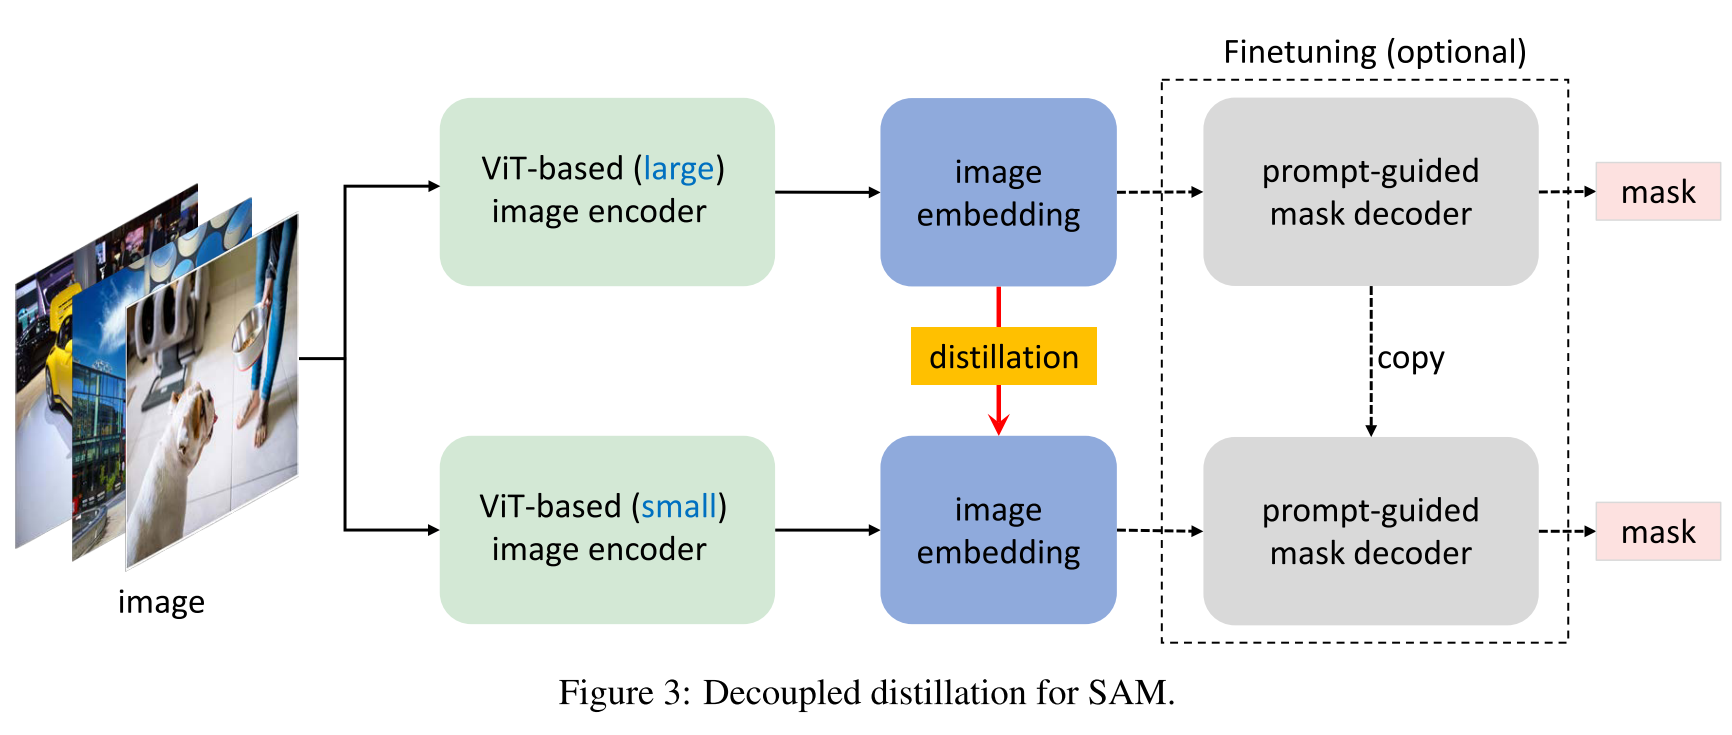 Finetuning (optional)
ViT-based (large)
image encoder
image
embedding
prompt-guided
mask decoder
mask
distillation
copy
ViT-based (small)
image encoder
image
embedding
prompt-guided
mask decoder
mask
image
Figure 3: Decoupled distillation for SAM.